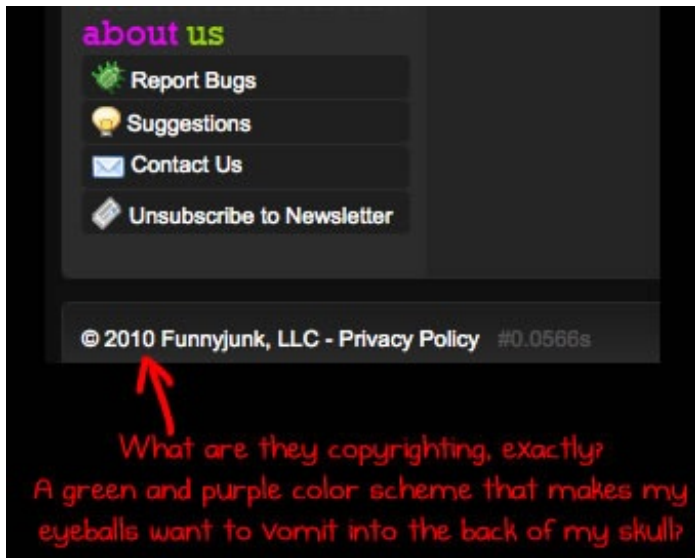 about us
Report Bugs
Suggestions
Contact Us
Unsubscribe to Newsletter
© 2010 Funnyjunk, LLC - Privacy Policy #0.0566s
What are they copyrighting, exactly?
A green and purple color scheme that makes my
eyeballs want to vomit into the back of my skull?